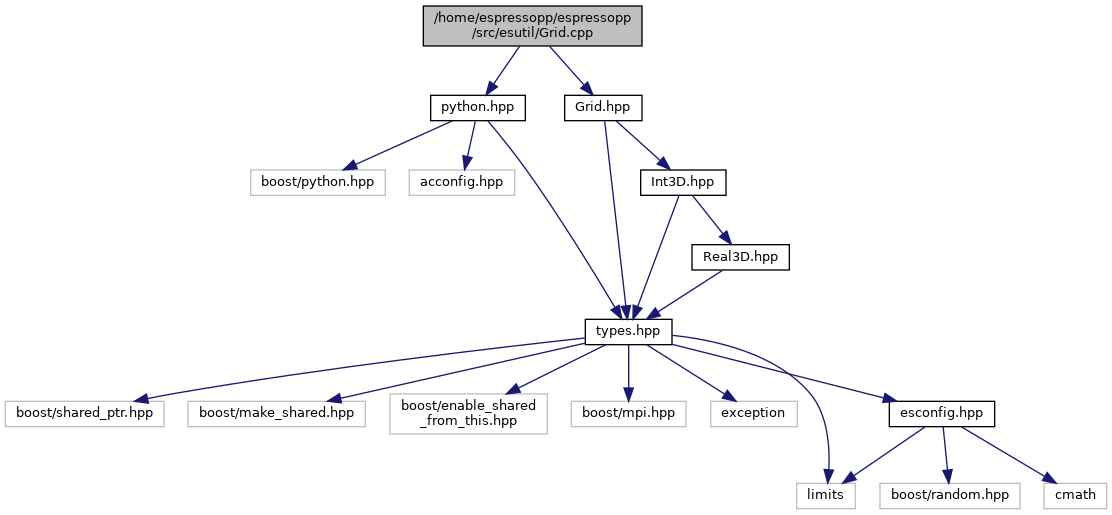 /home/espressopp/espressopp
/src/esutil/Grid.cpp
python.hpp
Grid.hpp
boost/python.hpp
acconfig.hpp
Int3D.hpp
Real3D.hpp
types.hpp
boost/shared_ptr.hpp
boost/make_shared.hpp
boost/enable_shared
_from_this.hpp
boost/mpi.hpp
exception
esconfig.hpp
limits
boost/random.hpp
cmath